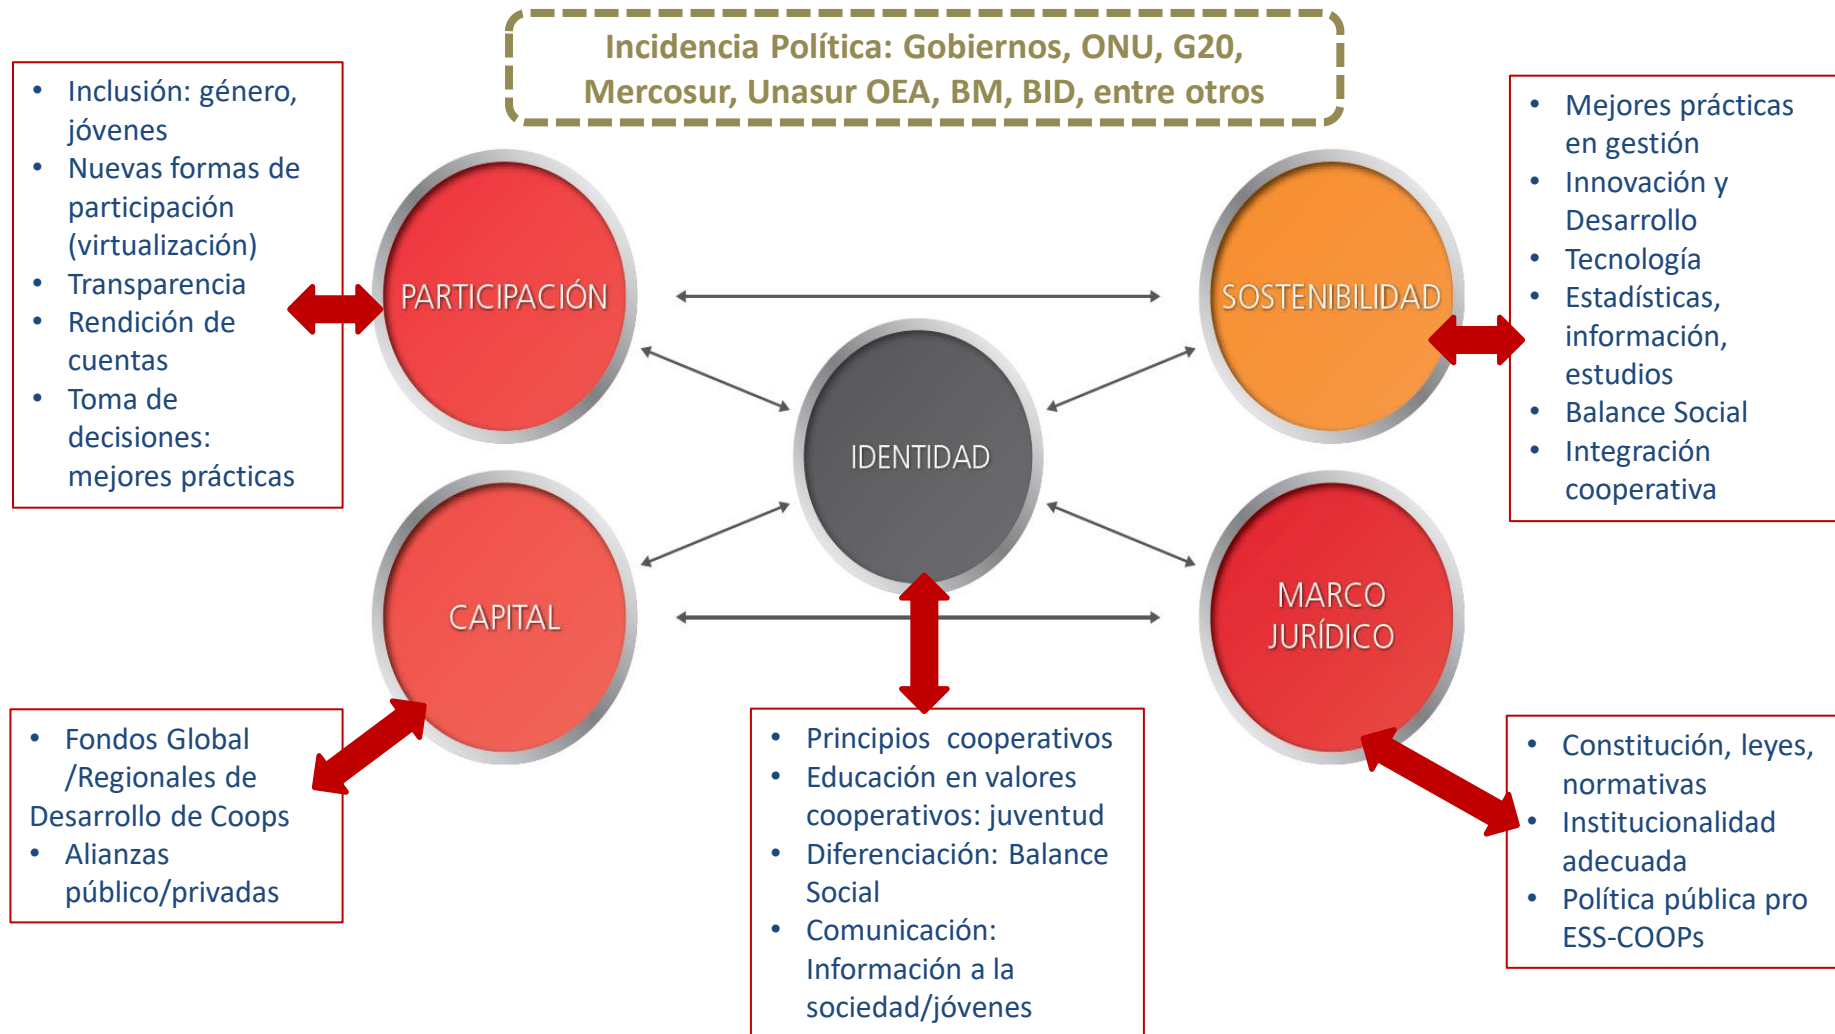 Incidencia Política: Gobiernos, ONU, G20,
Mercosur, Unasur OEA, BM, BID, entre otros
• Inclusión: género,
jóvenes
• Nuevas formas de
participación
(virtualización)
• Transparencia
• Rendición de
cuentas
• Toma de
decisiones:
mejores prácticas
PARTICIPACIÓN
SOSTENIBILIDAD
• Mejores prácticas
en gestión
• Innovación y
Desarrollo
• Tecnología
• Estadísticas,
información,
estudios
• Balance Social
• Integración
cooperativa
IDENTIDAD
CAPITAL
MARCO
JURÍDICO
• Fondos Global
/Regionales de
Desarrollo de Coops
• Alianzas
público/privadas
• Principios cooperativos
• Educación en valores
cooperativos: juventud
• Diferenciación: Balance
Social
• Comunicación:
Información a la
sociedad/jóvenes
• Constitución, leyes,
normativas
• Institucionalidad
adecuada
• Política pública pro
ESS-COOPs